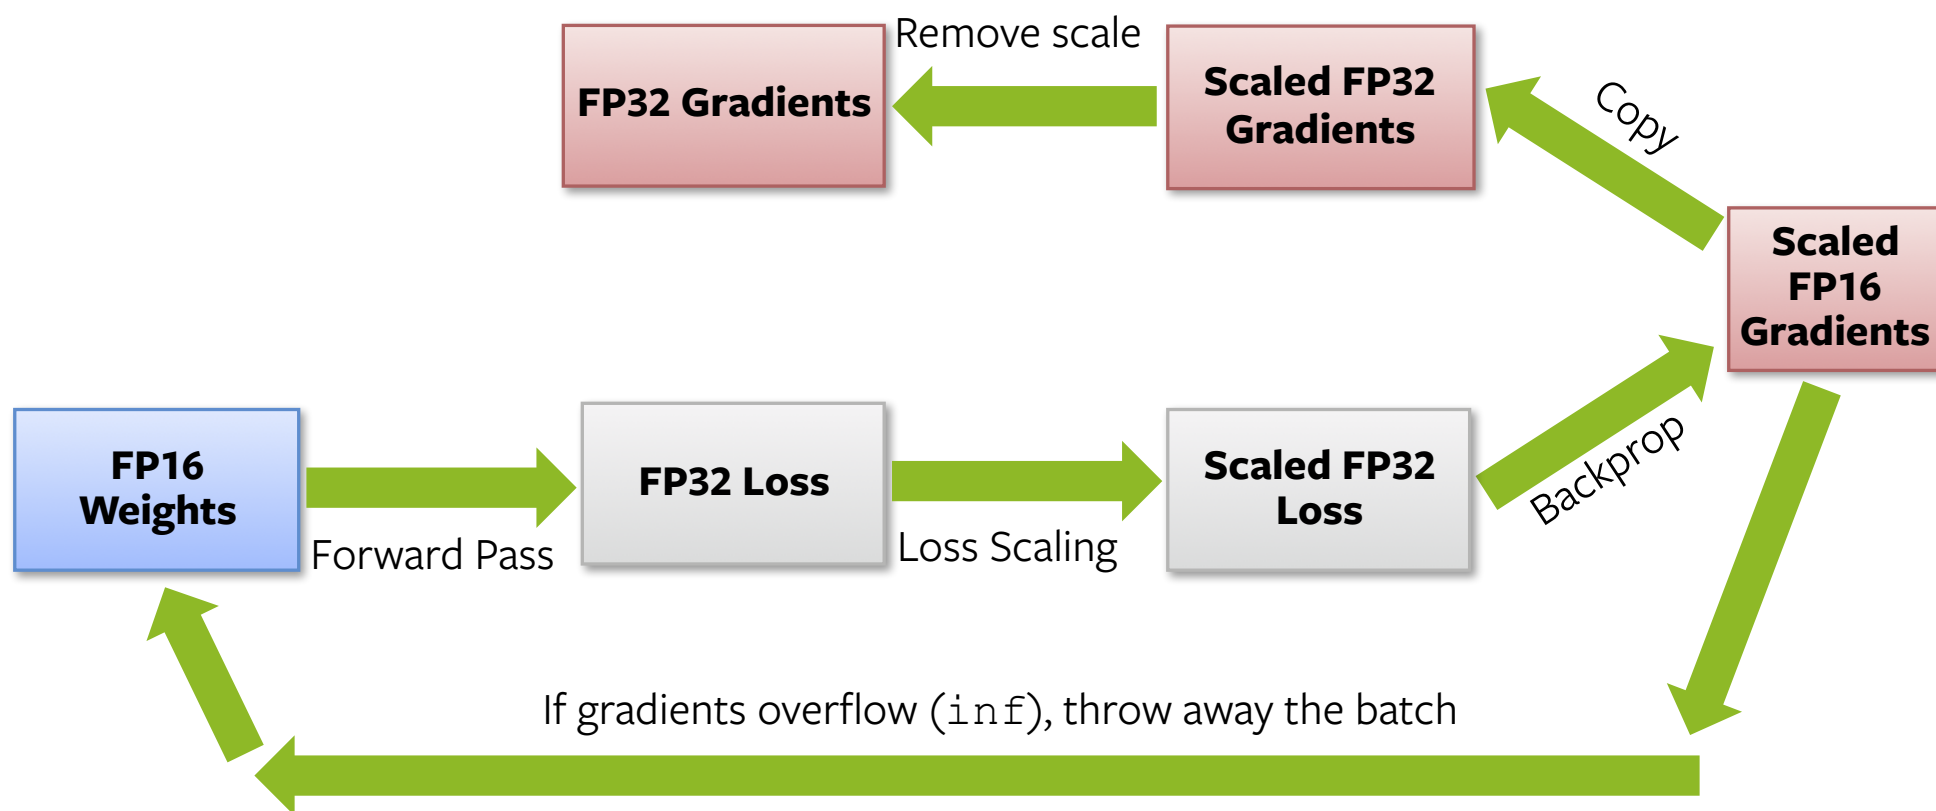 Remove scale
FP32 Gradients
Scaled FP32
Gradients
Copy
Scaled
FP16
Gradients
FP16
Weights
Forward Pass
FP32 Loss
Loss Scaling
Scaled FP32
Loss
Backprop
If gradients overflow (inf), throw away the batch